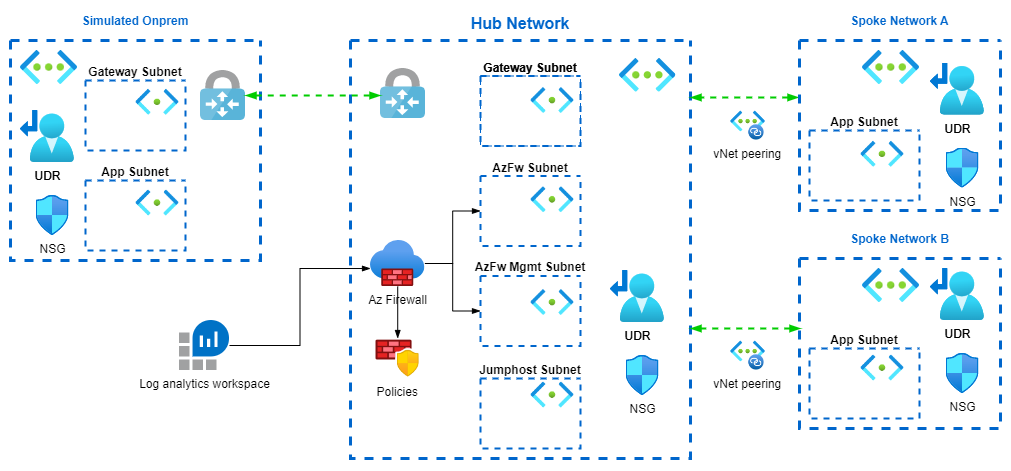 Simulated Onprem
Gateway Subnet
UDR
App Subnet
NSG
Log analytics workspace
Hub Network
Gateway Subnet
AzFw Subnet
Az Firewall
AzFw Mgmt Subnet
Policies
Jumphost Subnet
UDR
NSG
vNet peering
vNet peering
Spoke Network A
App Subnet
UDR
NSG
Spoke Network B
App Subnet
UDR
NSG